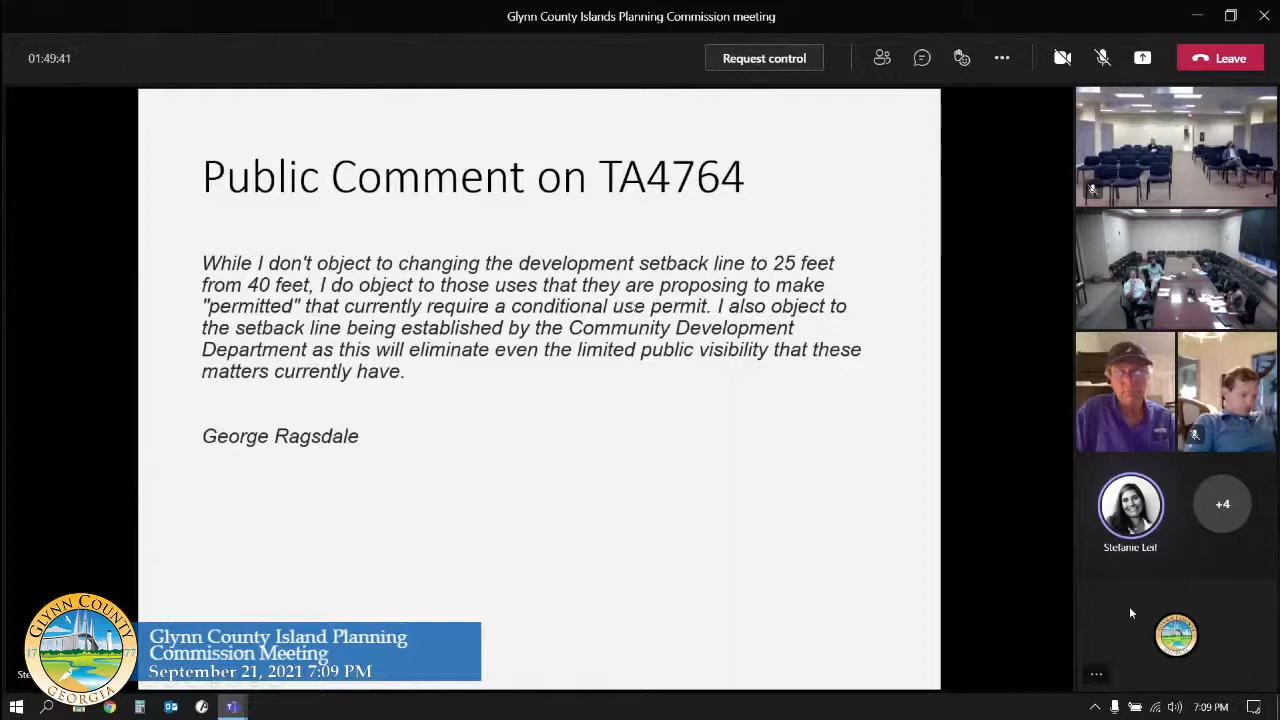 Glynn County Islands Planning Commission meeting
01:49:41
Request control
Leave
Public Comment on TA4764
While I don't object to changing the development setback line to 25 feet
from 40 feet, I do object to those uses that they are proposing to make
"permitted" that currently require a conditional use permit. I also object to
the setback line being established by the Community Development
Department as this will eliminate even the limited public visibility that these
matters currently have.
George Ragsdale
+4
Stefanie Leif
GLYNN COUNTY
17 77
GEORGIA
Glynn County Island Planning
Commission Meeting
September 21, 2021 7:09 PM
7:09 PM